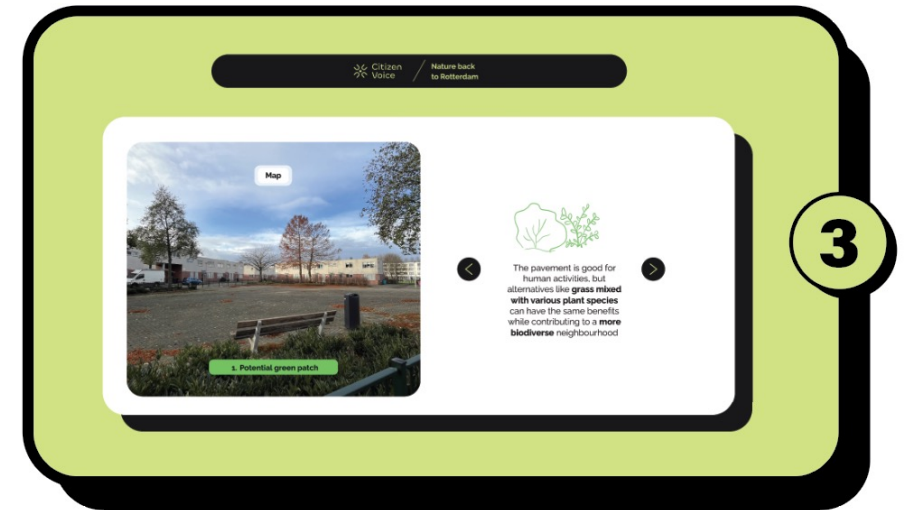 Citizen
Voice
Nature back
to Rotterdam
Map
1. Potential green patch
The pavement is good for
human activities, but
alternatives like grass mixed
with various plant species
can have the same benefits
while contributing to a more
biodiverse neighbourhood
3